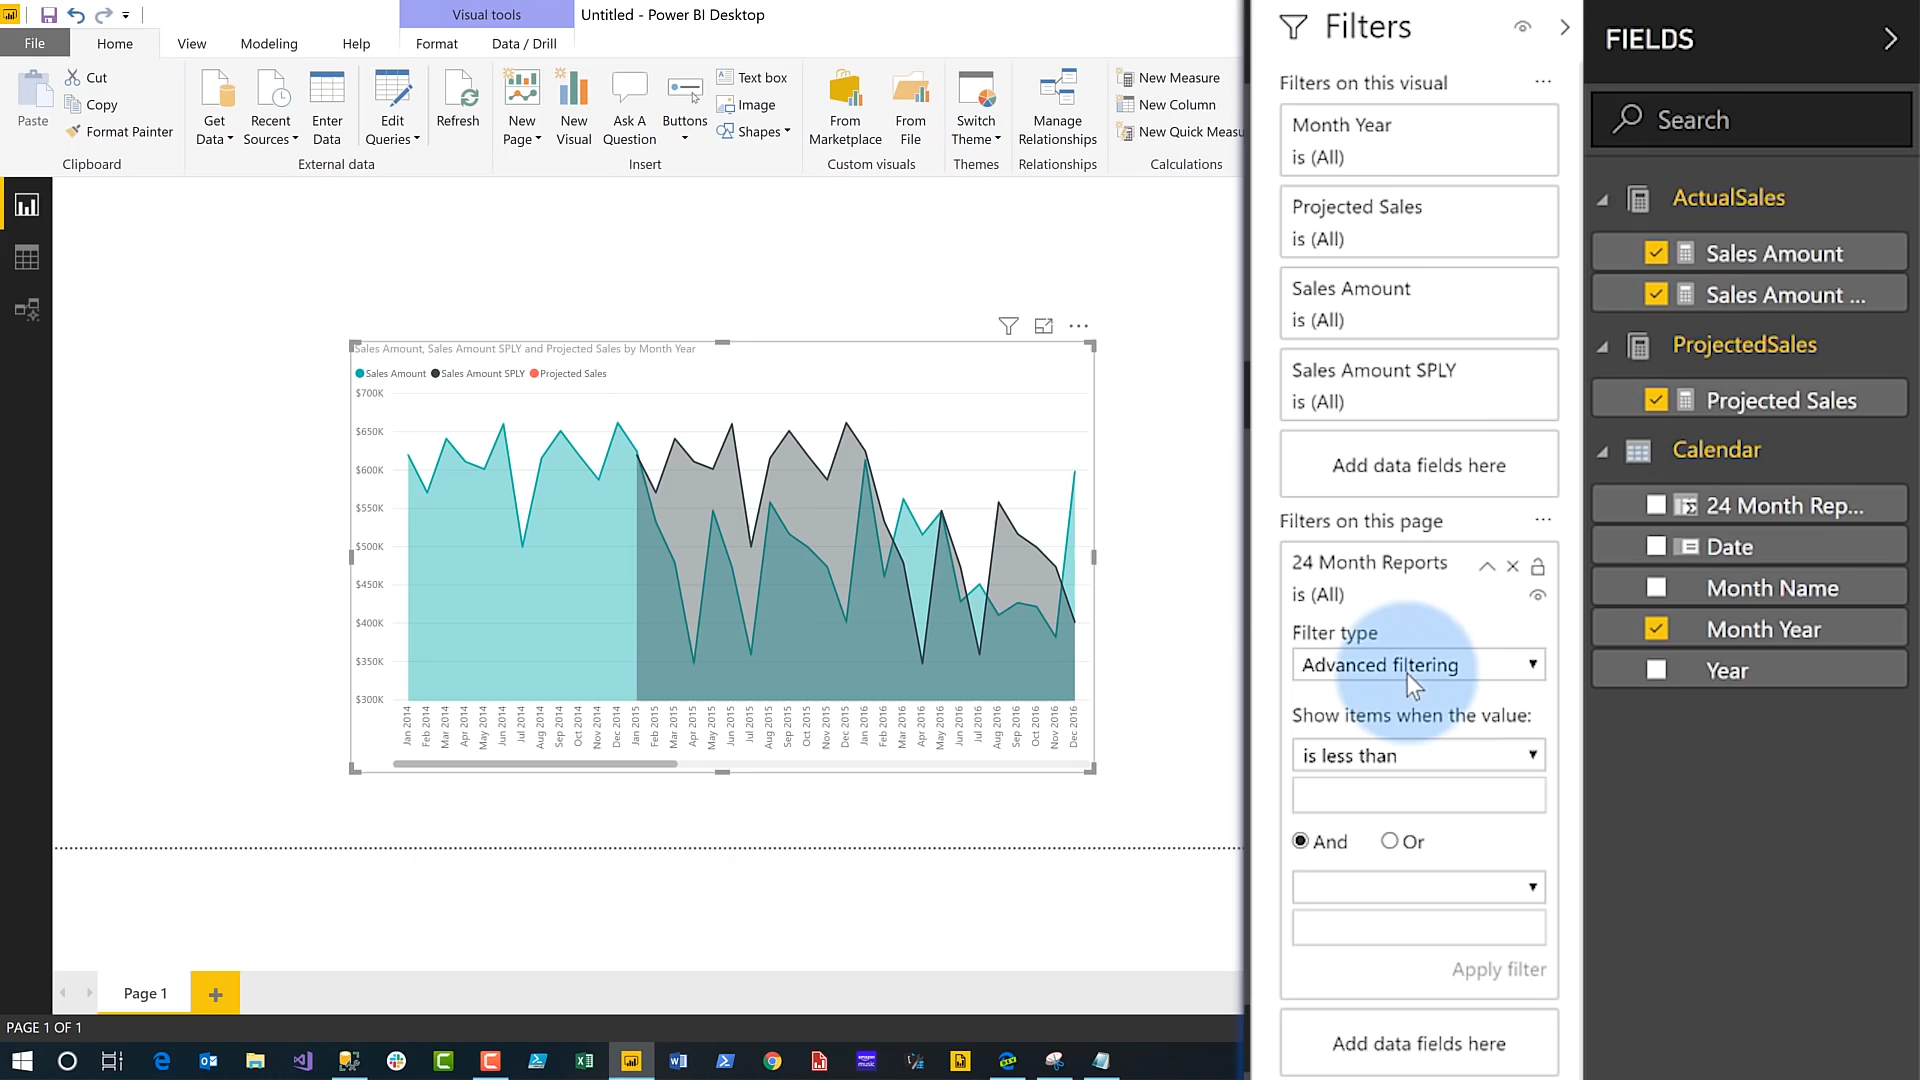 Visual tools
Untitled - Power BI Desktop
File
Home
View
Modeling
Help
Format
Data / Drill
Paste
Cut
Copy
Format Painter
Clipboard
Get
Data
Recent
Sources
Enter
Data
Edit
Queries
Refresh
External data
New
Page
New
Visual
Ask A
Question
Buttons
Text box
Image
Shapes
Insert
From
Marketplace
From
File
Custom visuals
Switch
Theme
Themes
Manage
Relationships
Relationships
New Measure
New Column
New Quick Measu
Calculations
Sales Amount, Sales Amount SPLY and Projected Sales by Month Year
Sales Amount
Sales Amount SPLY
Projected Sales
$700K
$650K
$600K
$550K
$500K
$450K
$400K
$350K
$300K
Jan 2014
Feb 2014
Mar 2014
Apr 2014
May 2014
Jun 2014
Jul 2014
Aug 2014
Sep 2014
Oct 2014
Nov 2014
Dec 2014
Jan 2015
Feb 2015
Mar 2015
Apr 2015
May 2015
Jun 2015
Jul 2015
Aug 2015
Sep 2015
Oct 2015
Nov 2015
Dec 2015
Jan 2016
Feb 2016
Mar 2016
Apr 2016
May 2016
Jun 2016
Jul 2016
Aug 2016
Sep 2016
Oct 2016
Nov 2016
Dec 2016
Page 1
PAGE 1 OF 1
Filters
Filters on this visual
Month Year
is (All)
Projected Sales
is (All)
Sales Amount
is (All)
Sales Amount SPLY
is (All)
Add data fields here
Filters on this page
24 Month Reports
is (All)
Filter type
Advanced filtering
Show items when the value:
is less than
And
Or
Apply filter
Add data fields here
FIELDS
Search
ActualSales
Sales Amount
Sales Amount ...
ProjectedSales
Projected Sales
Calendar
24 Month Rep...
Date
Month Name
Month Year
Year